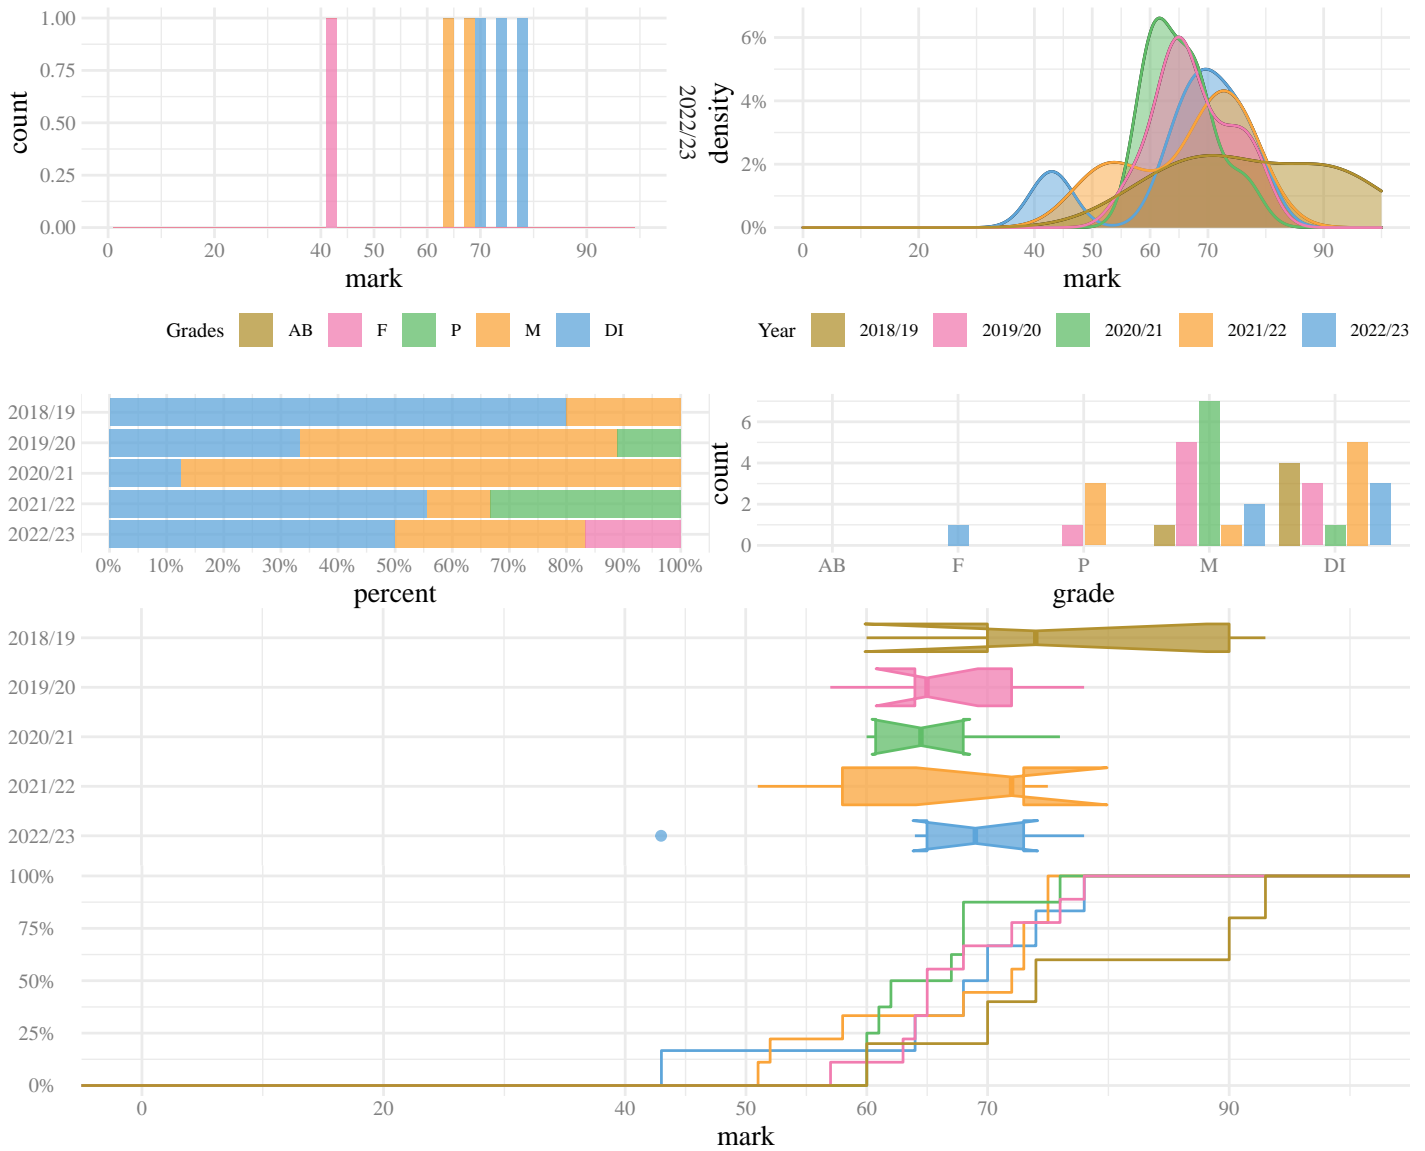 1.00
0.75
0.50
0.25
0.00
count
0 20 40 50 60 70 90
mark
2022/23
6%
4%
2%
0%
density
0 20 40 50 60 70 90
mark
Grades AB F P M DI
Year 2018/19 2019/20 2020/21 2021/22 2022/23
2018/19
2019/20
2020/21
2021/22
2022/23
0% 10% 20% 30% 40% 50% 60% 70% 80% 90% 100%
percent
6
4
2
0
count
AB F P M DI
grade
2018/19
2019/20
2020/21
2021/22
2022/23
100%
75%
50%
25%
0%
0 20 40 50 60 70 90
mark